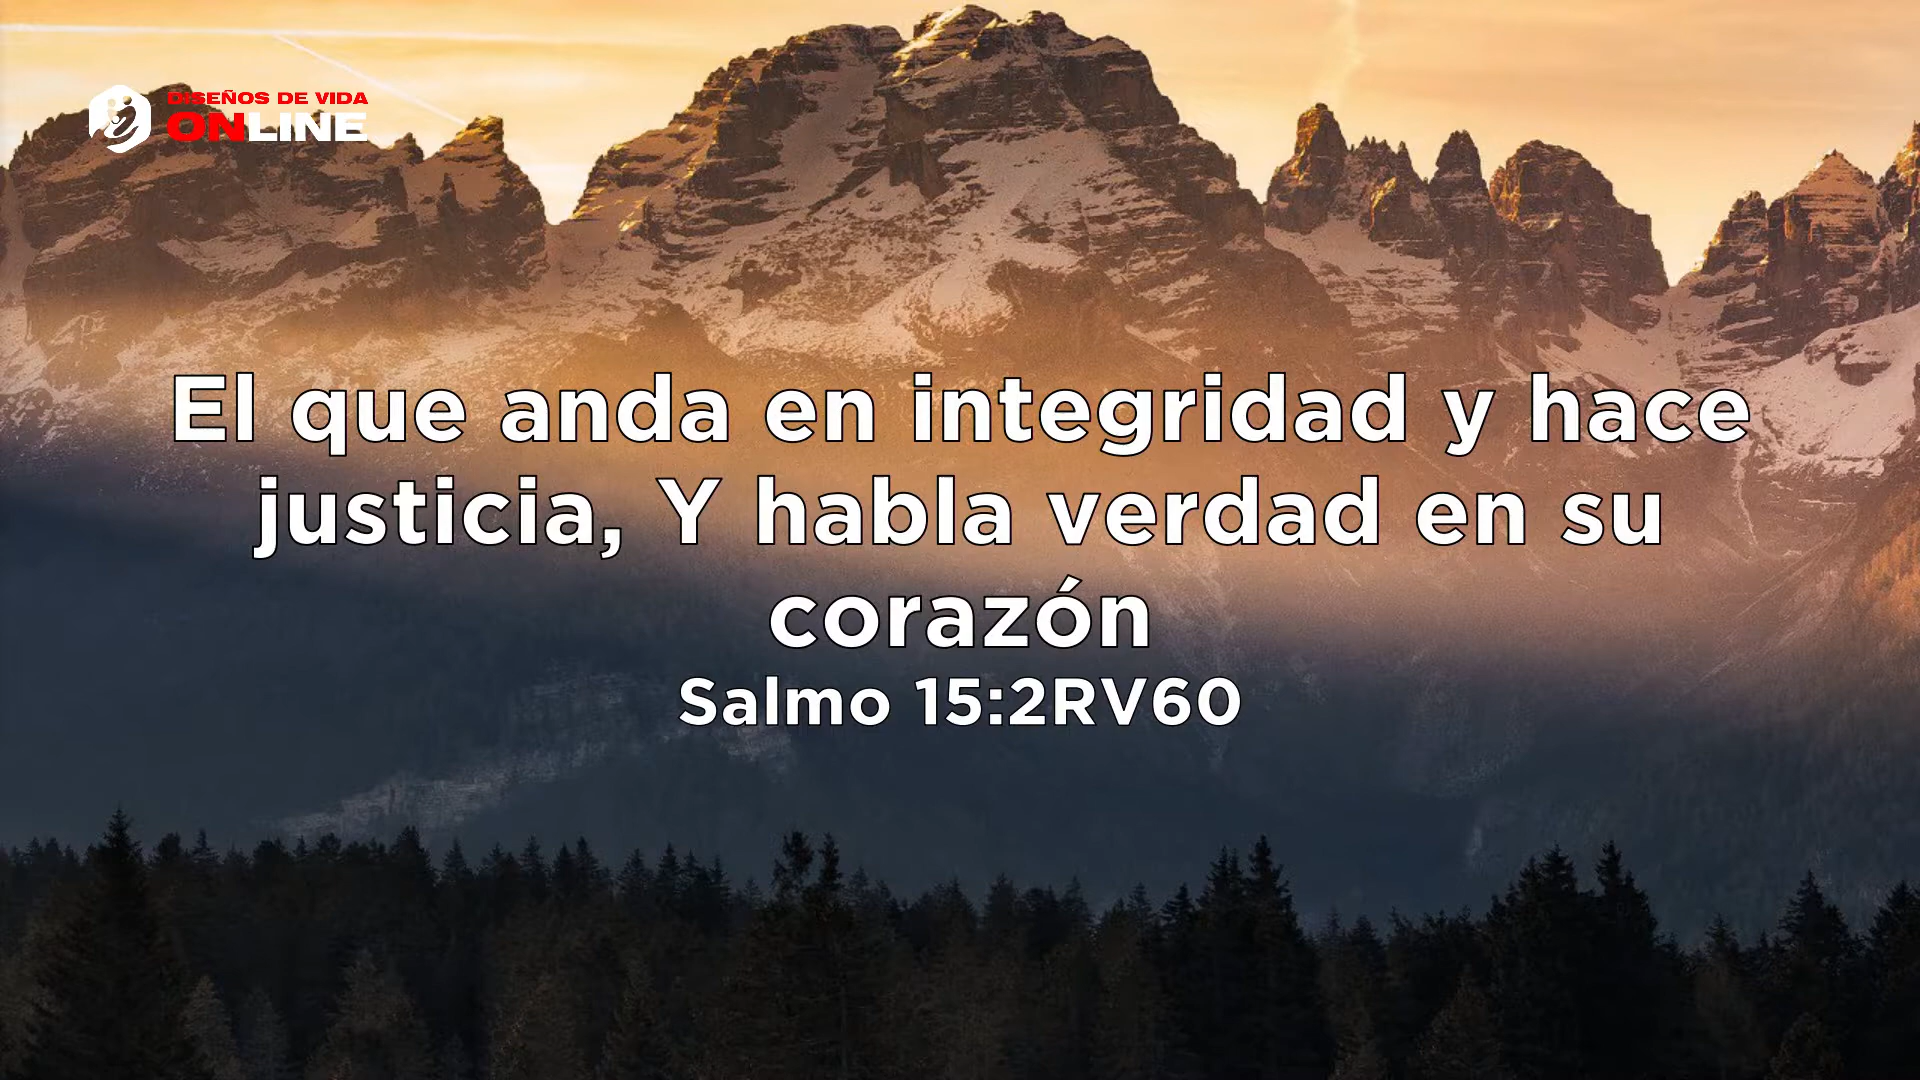 DISEÑOS DE VIDA
ONLINE
El que anda en integridad y hace
justicia, Y habla verdad en su
corazón
Salmo 15:2RV60